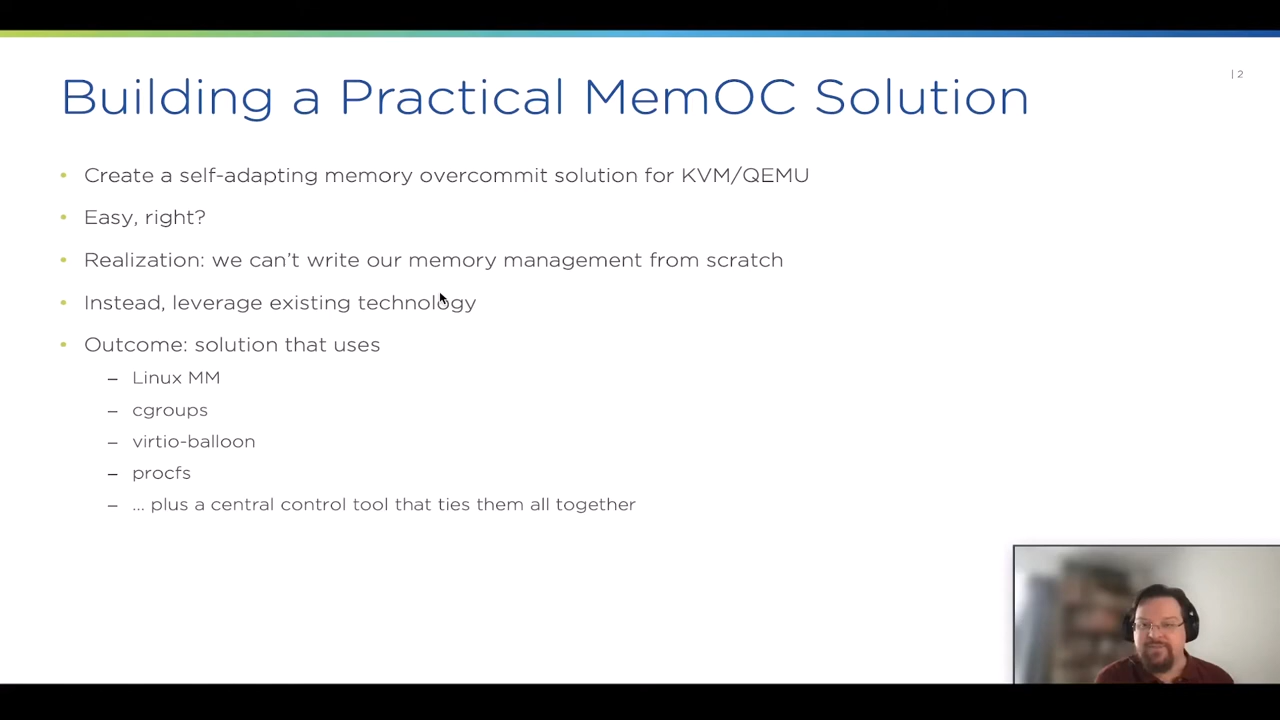 | 2
Building a Practical MemOC Solution
• Create a self-adapting memory overcommit solution for KVM/QEMU
• Easy, right?
• Realization: we can’t write our memory management from scratch
• Instead, leverage existing technology
• Outcome: solution that uses
– Linux MM
– cgroups
– virtio-balloon
– procfs
– ... plus a central control tool that ties them all together